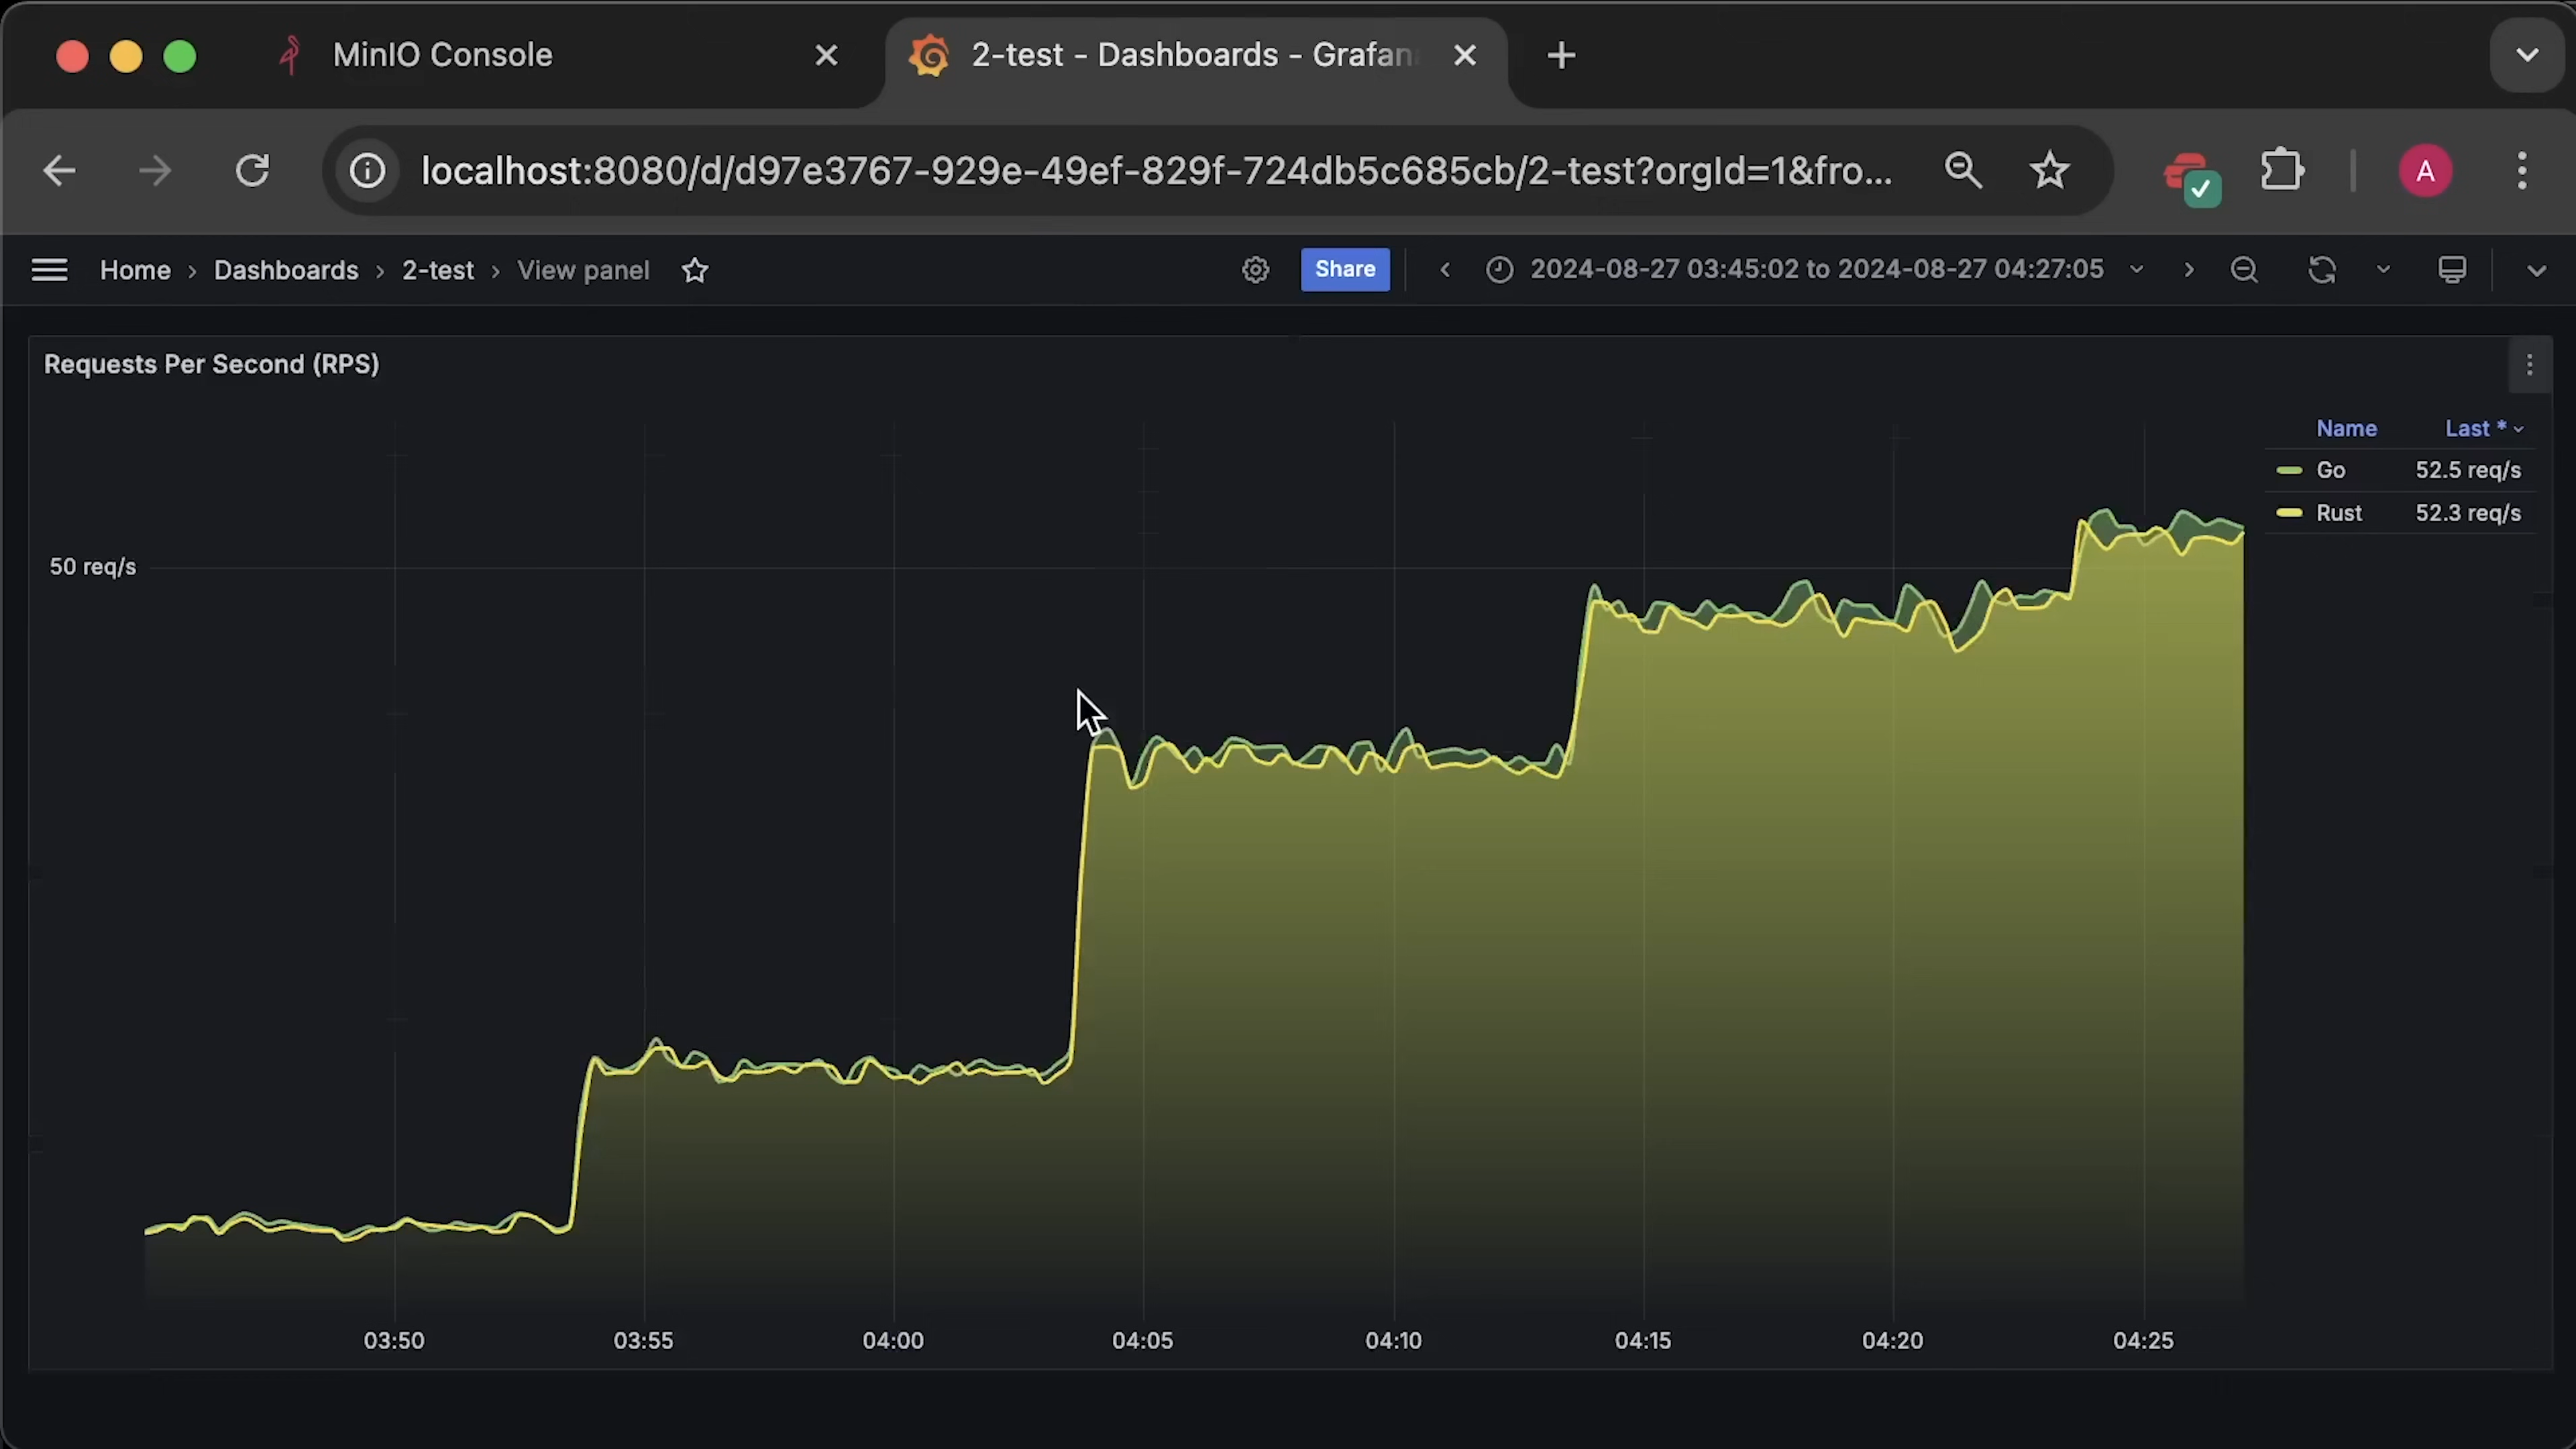 MinIO Console
2-test - Dashboards - Grafan
localhost:8080/d/d97e3767-929e-49ef-829f-724db5c685cb/2-test?orgId=1&fro...
A
Home › Dashboards › 2-test › View panel
Share
2024-08-27 03:45:02 to 2024-08-27 04:27:05
Requests Per Second (RPS)
Name Last *
Go 52.5 req/s
Rust 52.3 req/s
50 req/s
03:50 03:55 04:00 04:05 04:10 04:15 04:20 04:25